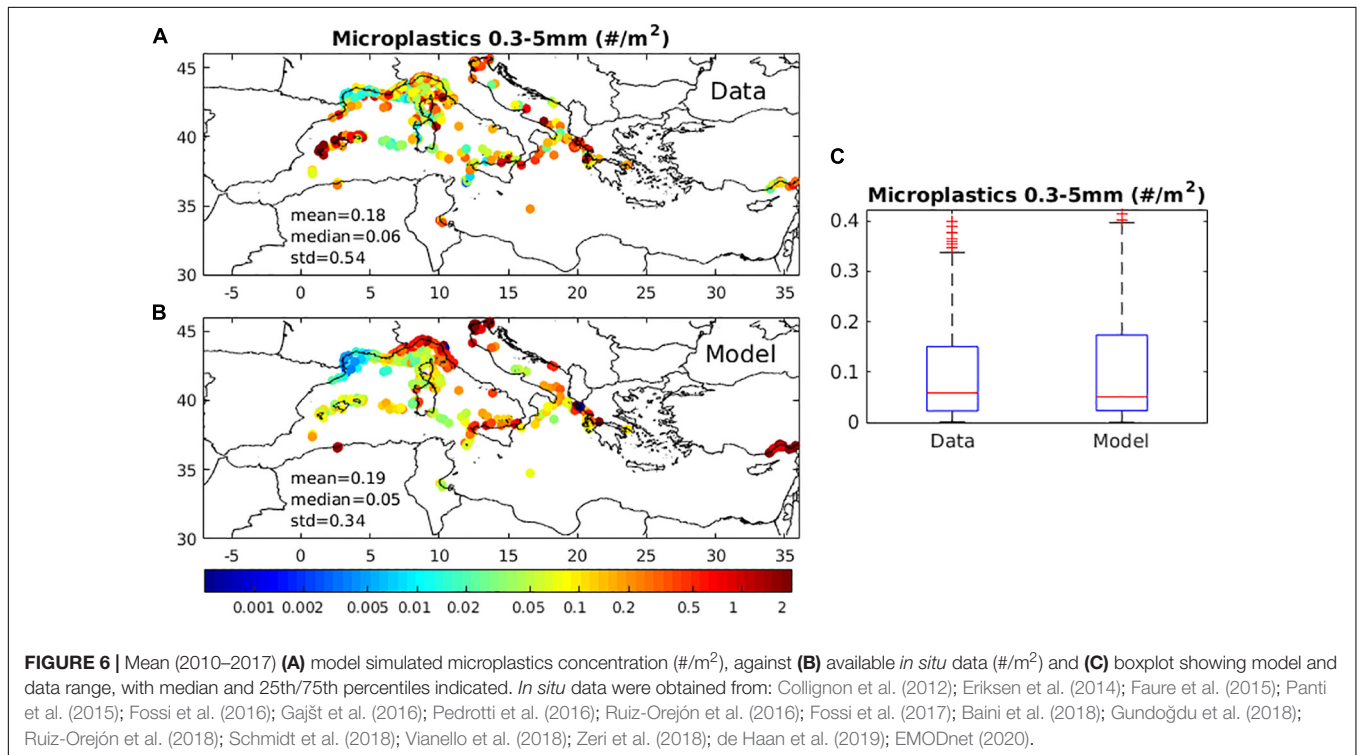 A
Microplastics 0.3-5mm (#/m²)
45
40
35
30
Data
mean=0.18
median=0.06
std=0.54
-5 0 5 10 15 20 25 30 35
B
45
40
35
30
Model
mean=0.19
median=0.05
std=0.34
-5 0 5 10 15 20 25 30 35
0.001 0.002 0.005 0.01 0.02 0.05 0.1 0.2 0.5 1 2
C
Microplastics 0.3-5mm (#/m²)
0.4
0.3
0.2
0.1
0
Data Model
FIGURE 6 | Mean (2010–2017) (A) model simulated microplastics concentration (#/m²), against (B) available in situ data (#/m²) and (C) boxplot showing model and
data range, with median and 25th/75th percentiles indicated. In situ data were obtained from: Collignon et al. (2012); Eriksen et al. (2014); Faure et al. (2015); Panti
et al. (2015); Fossi et al. (2016); Gajšt et al. (2016); Pedrotti et al. (2016); Ruiz-Orejón et al. (2016); Fossi et al. (2017); Baini et al. (2018); Gundoğdu et al. (2018);
Ruiz-Orejón et al. (2018); Schmidt et al. (2018); Vianello et al. (2018); Zeri et al. (2018); de Haan et al. (2019); EMODnet (2020).